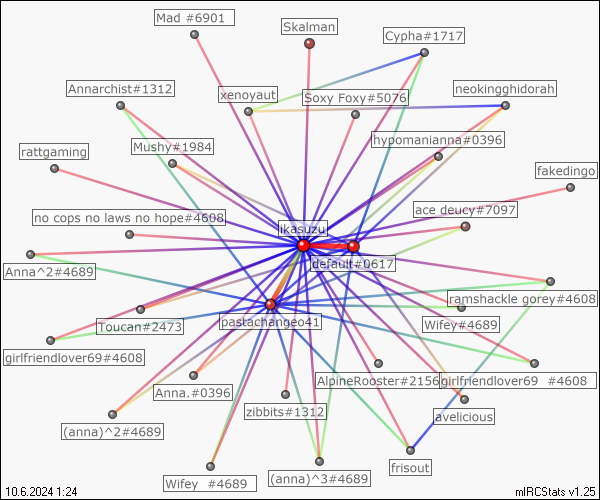 Mad #6901
Skalman
Cypha#1717
Annarchist#1312
xenoyaut
Soxy Foxy#5076
neokingghidorah
Mushy#1984
hypomanianna#0396
rattgaming
fakedingo
no cops no laws no hope#4608
ace deucy#7097
ikasuzu
Anna^2#4689
default#0617
ramshackle gorey#4608
Toucan#2473
pastachangeo41
Wifey#4689
girlfriendlover69#4608
Anna.#0396
AlpineRooster#2156
girlfriendlover69 #4608
zibbits#1312
avelicious
(anna)^2#4689
Wifey #4689
(anna)^3#4689
frisout
10.6.2024 1:24
mIRCStats v1.25